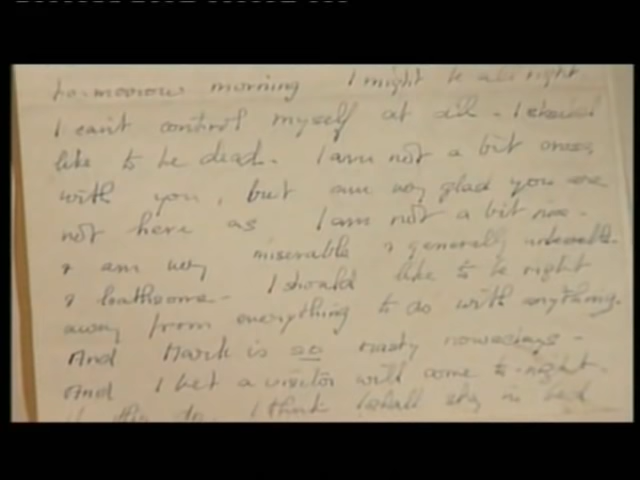 to-morrow morning I might be all right
I can't control myself at all - I should
like to be dead. I am not a bit cross
with you, but am very glad you are
not here as I am not a bit nice -
& am very miserable & generally
& loathsome - I should like to be right
away from everything to do with anything.
And Mark is so nasty nowadays -
And I bet a visitor will come to-night.
I think I shall stay in bed